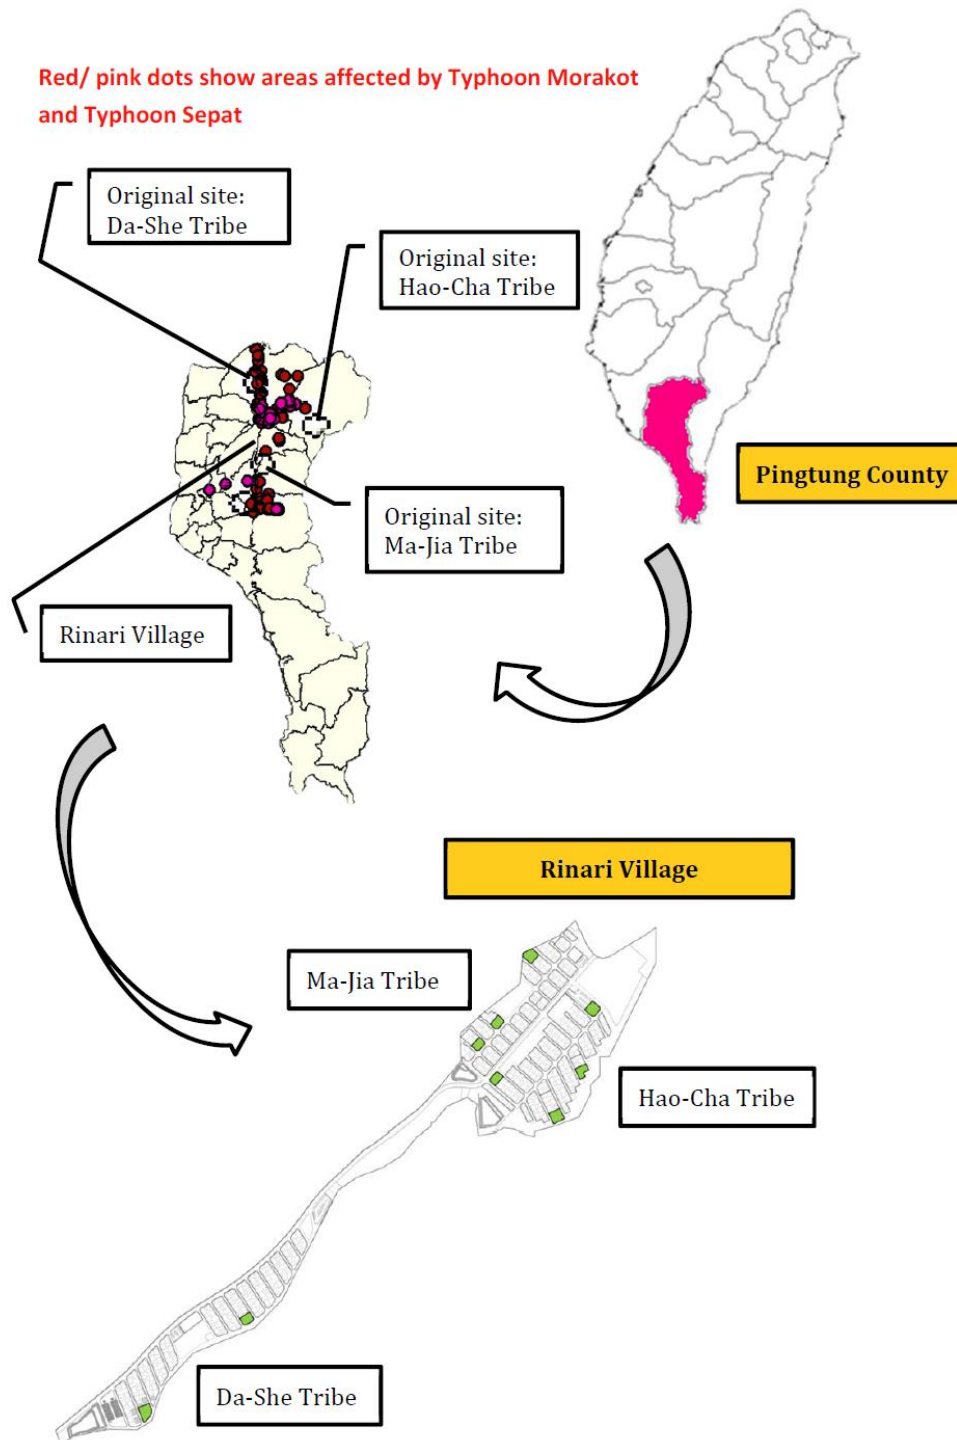 Red/ pink dots show areas affected by Typhoon Morakot
and Typhoon Sepat
Original site:
Da-She Tribe
Original site:
Hao-Cha Tribe
Pingtung County
Original site:
Ma-Jia Tribe
Rinari Village
Rinari Village
Ma-Jia Tribe
Hao-Cha Tribe
Da-She Tribe